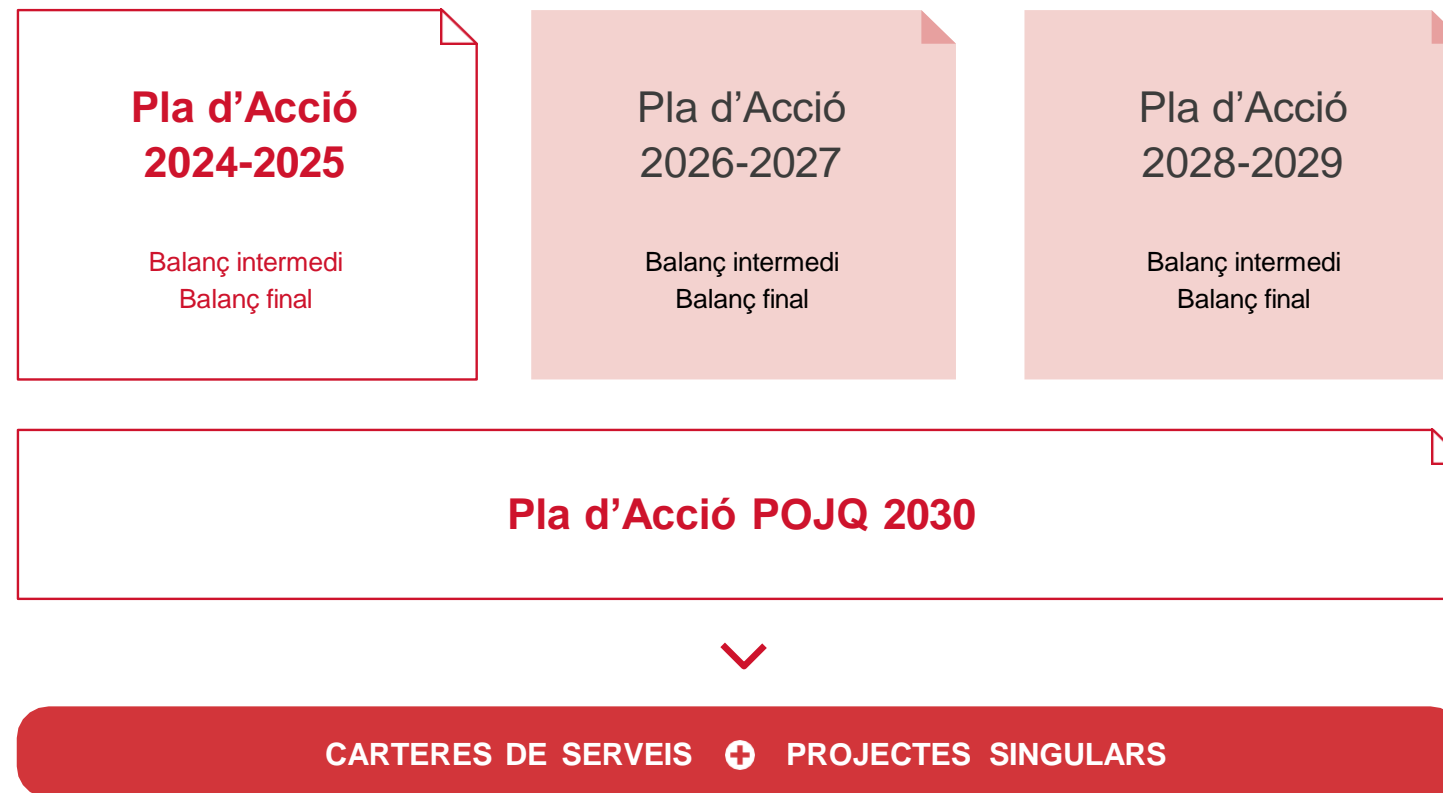 Pla d’Acció
2024-2025
Balanç intermedi
Balanç final
Pla d’Acció
2026-2027
Balanç intermedi
Balanç final
Pla d’Acció
2028-2029
Balanç intermedi
Balanç final
Pla d’Acció POJQ 2030
CARTERES DE SERVEIS + PROJECTES SINGULARS